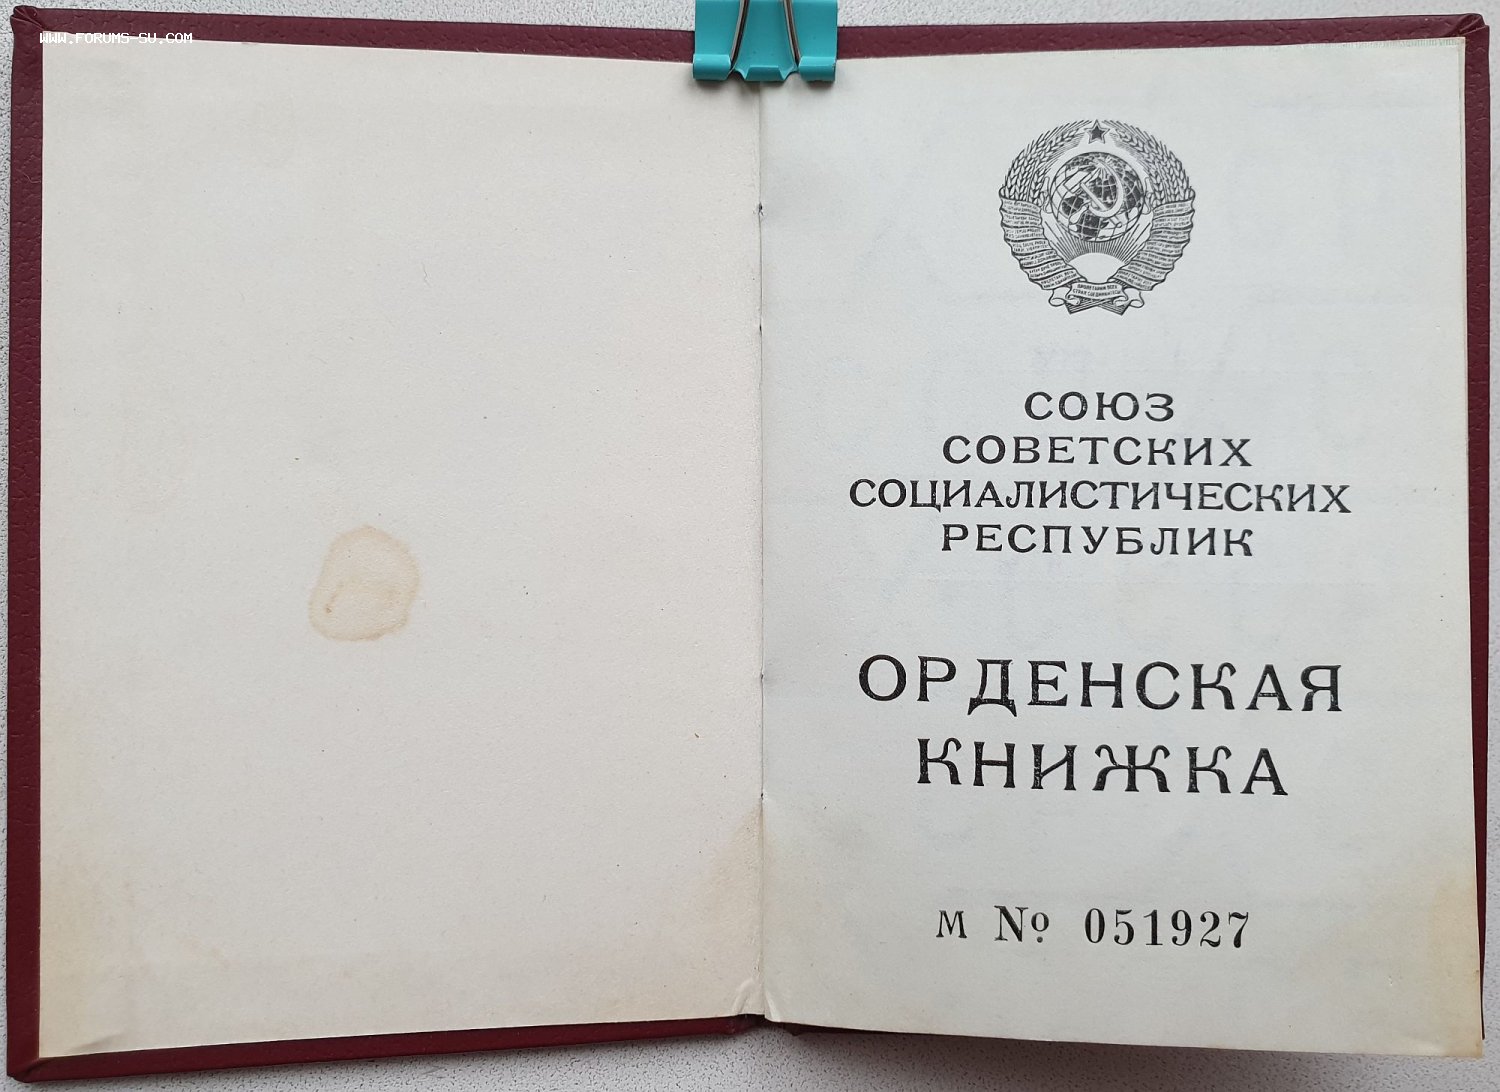 www.forums-su.com
СОЮЗ
СОВЕТСКИХ
СОЦИАЛИСТИЧЕСКИХ
РЕСПУБЛИК
ОРДЕНСКАЯ
КНИЖКА
М № 051927